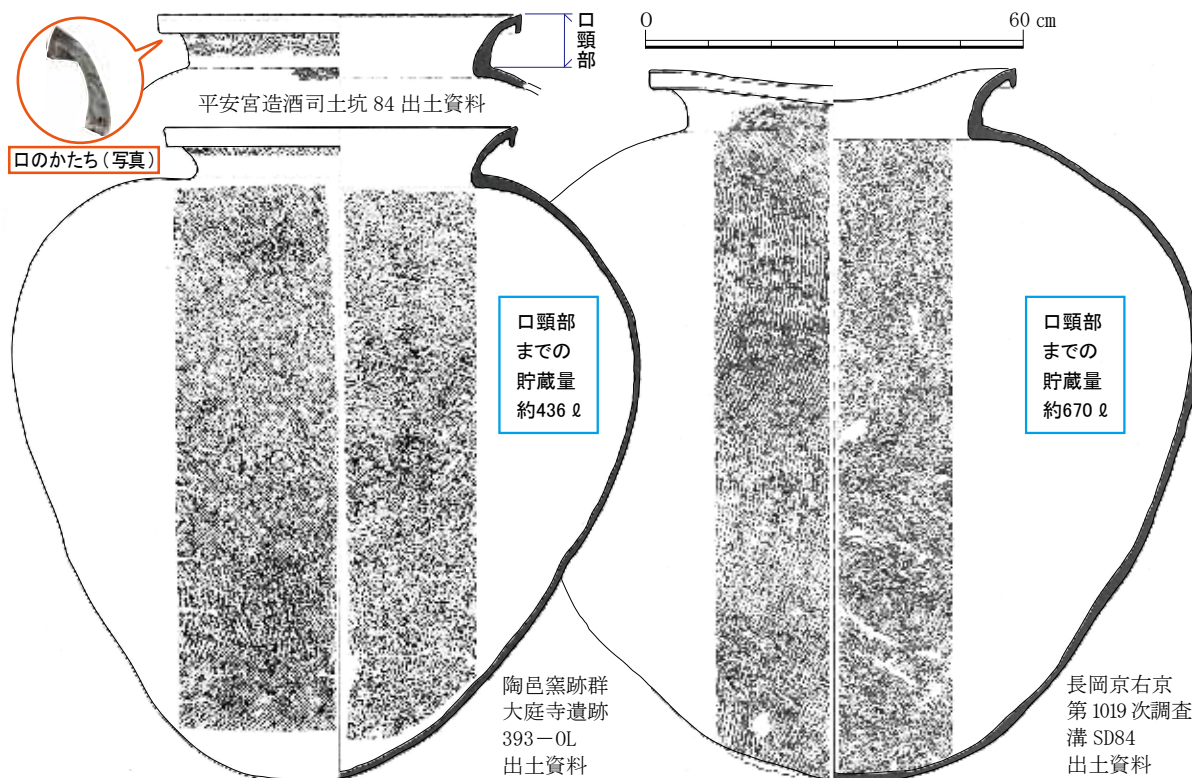 口のかたち(写真)
平安宮造酒司土坑 84 出土資料
口
頸
部
0
60 cm
口頸部
までの
貯蔵量
約436 ℓ
口頸部
までの
貯蔵量
約670 ℓ
陶邑窯跡群
大庭寺遺跡
393-OL
出土資料
長岡京右京
第 1019 次調査
溝 SD84
出土資料